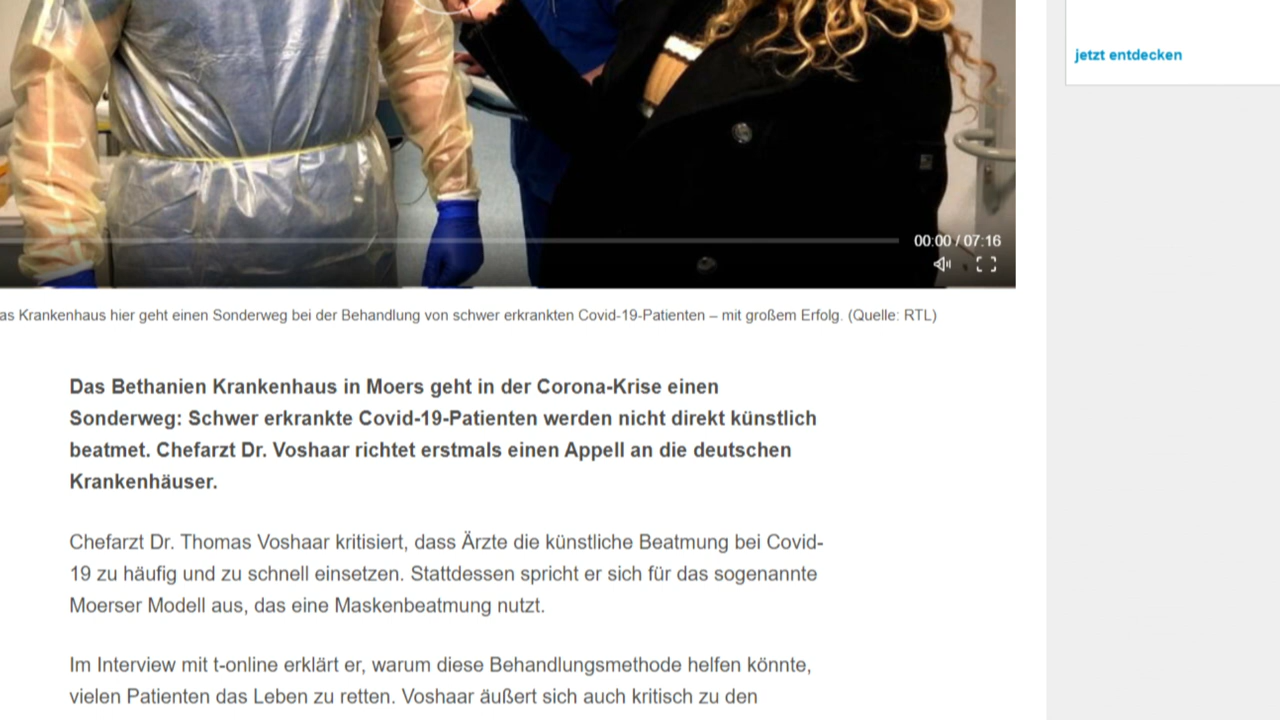 jetzt entdecken
00:00 / 07:16
as Krankenhaus hier geht einen Sonderweg bei der Behandlung von schwer erkrankten Covid-19-Patienten – mit großem Erfolg. (Quelle: RTL)
Das Bethanien Krankenhaus in Moers geht in der Corona-Krise einen
Sonderweg: Schwer erkrankte Covid-19-Patienten werden nicht direkt künstlich
beatmet. Chefarzt Dr. Voshaar richtet erstmals einen Appell an die deutschen
Krankenhäuser.
Chefarzt Dr. Thomas Voshaar kritisiert, dass Ärzte die künstliche Beatmung bei Covid-
19 zu häufig und zu schnell einsetzen. Stattdessen spricht er sich für das sogenannte
Moerser Modell aus, das eine Maskenbeatmung nutzt.
Im Interview mit t-online erklärt er, warum diese Behandlungsmethode helfen könnte,
vielen Patienten das Leben zu retten. Voshaar äußert sich auch kritisch zu den